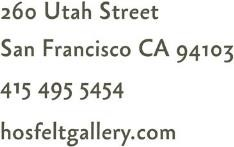 260 Utah Street
San Francisco CA 94103
415 495 5454
hosfeltgallery.com